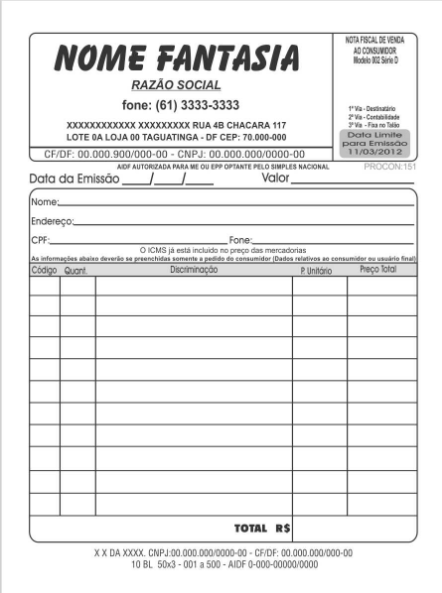 NOME FANTASIA
RAZÃO SOCIAL
fone: (61) 3333-3333
XXXXXXXXXXXX XXXXXXXXX RUA 4B CHACARA 117
LOTE 0A LOJA 00 TAGUATINGA - DF CEP: 70.000-000
CF/DF: 00.000.900/000-00 - CNPJ: 00.000.000/0000-00
NOTA FISCAL DE VENDA
AO CONSUMIDOR
Modelo 002 Série D
1ª Via - Destinatário
2ª Via - Contabilidade
3ª Via - Fixa no Talão
Data Limite
para Emissão
11/03/2012
AIDF AUTORIZADA PARA ME OU EPP OPTANTE PELO SIMPLES NACIONAL
PROCON:151
Data da Emissão ____/____/____ Valor
Nome:
Endereço:
CPF: Fone:
O ICMS já está incluido no preço das mercadorias
As informações abaixo deverão se preenchidas somente a pedido do consumidor (Dados relativos ao consumidor ou usuário final)
Código Quant. Discriminação P. Unitário Preço Total
TOTAL R$
X X DA XXXX. CNPJ:00.000.000/0000-00 - CF/DF: 00.000.000/000-00
10 BL 50x3 - 001 a 500 - AIDF 0-000-00000/0000